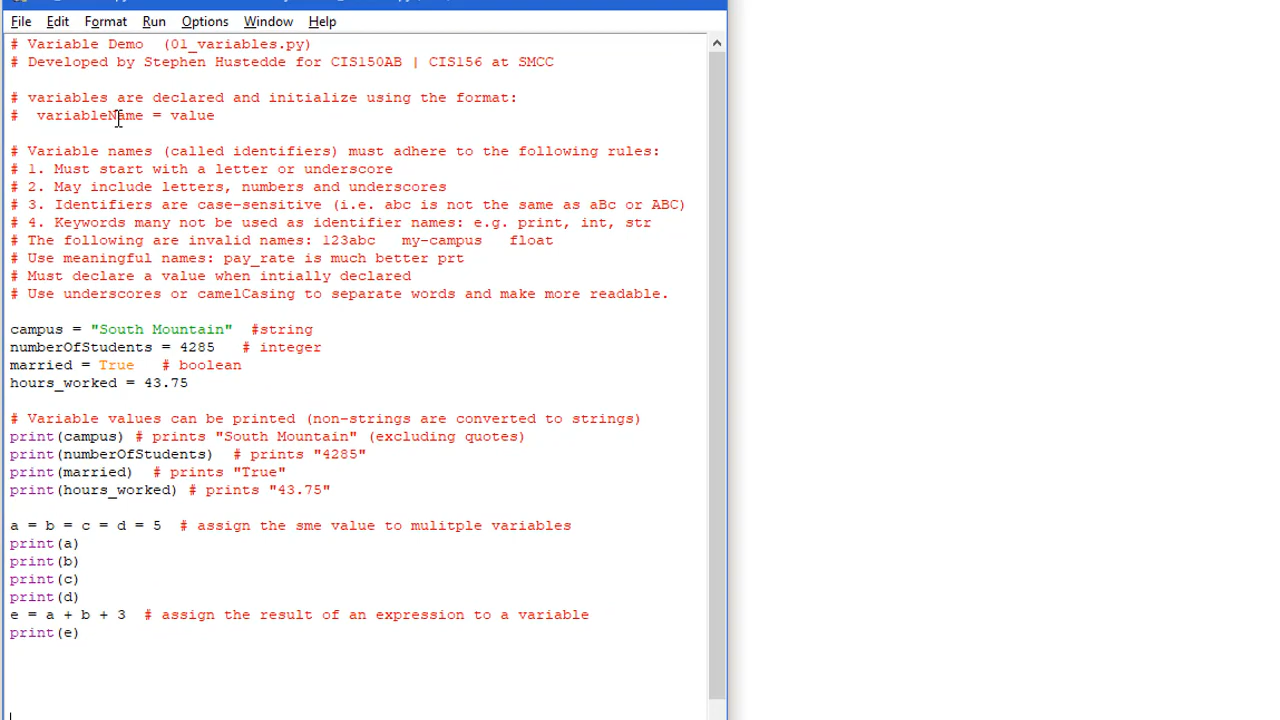 File Edit Format Run Options Window Help
# Variable Demo  (01_variables.py)
# Developed by Stephen Hustedde for CIS150AB | CIS156 at SMCC
# variables are declared and initialize using the format:
#  variableName = value
# Variable names (called identifiers) must adhere to the following rules:
# 1. Must start with a letter or underscore
# 2. May include letters, numbers and underscores
# 3. Identifiers are case-sensitive (i.e. abc is not the same as aBc or ABC)
# 4. Keywords many not be used as identifier names: e.g. print, int, str
# The following are invalid names: 123abc   my-campus   float
# Use meaningful names: pay_rate is much better prt
# Must declare a value when intially declared
# Use underscores or camelCasing to separate words and make more readable.
campus = "South Mountain"  #string
numberOfStudents = 4285   # integer
married = True   # boolean
hours_worked = 43.75
# Variable values can be printed (non-strings are converted to strings)
print(campus) # prints "South Mountain" (excluding quotes)
print(numberOfStudents)  # prints "4285"
print(married)  # prints "True"
print(hours_worked) # prints "43.75"
a = b = c = d = 5  # assign the sme value to mulitple variables
print(a)
print(b)
print(c)
print(d)
e = a + b + 3  # assign the result of an expression to a variable
print(e)